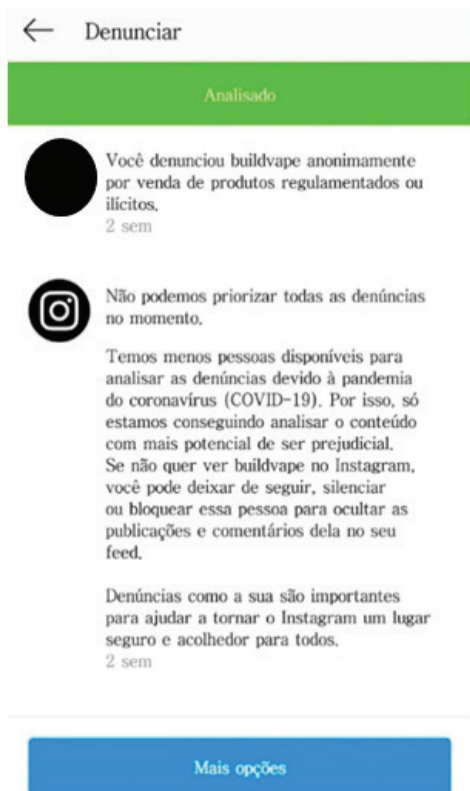 Denunciar
Analisado
Você denunciou buildvape anonimamente
por venda de produtos regulamentados ou
ilícitos,
2 sem
Não podemos priorizar todas as denúncias
no momento,
Temos menos pessoas disponíveis para
analisar as denúncias devido à pandemia
do coronavírus (COVID-19). Por isso, só
estamos conseguindo analisar o conteúdo
com mais potencial de ser prejudicial.
Se não quer ver buildvape no Instagram,
você pode deixar de seguir, silenciar
ou bloquear essa pessoa para ocultar as
publicações e comentários dela no seu
feed,
Denúncias como a sua são importantes
para ajudar a tornar o Instagram um lugar
seguro e acolhedor para todos,
2 sem
Mais opções